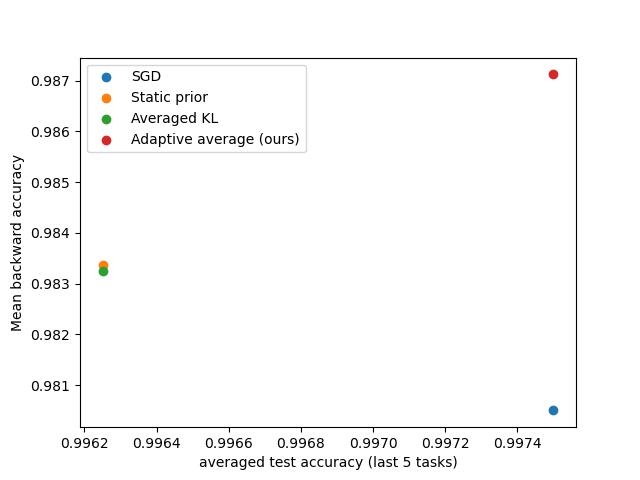 SGD
Static prior
Averaged KL
Adaptive average (ours)
0.987
0.986
0.985
0.984
0.983
0.982
0.981
Mean backward accuracy
0.9962 0.9964 0.9966 0.9968 0.9970 0.9972 0.9974
averaged test accuracy (last 5 tasks)